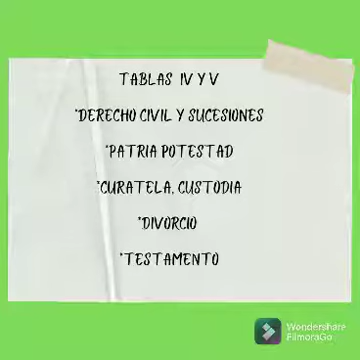 TABLAS IV Y V
*DERECHO CIVIL Y SUCESIONES
*PATRIA POTESTAD
*CURATELA, CUSTODIA
*DIVORCIO
*TESTAMENTO
Wondershare
FilmoraGo